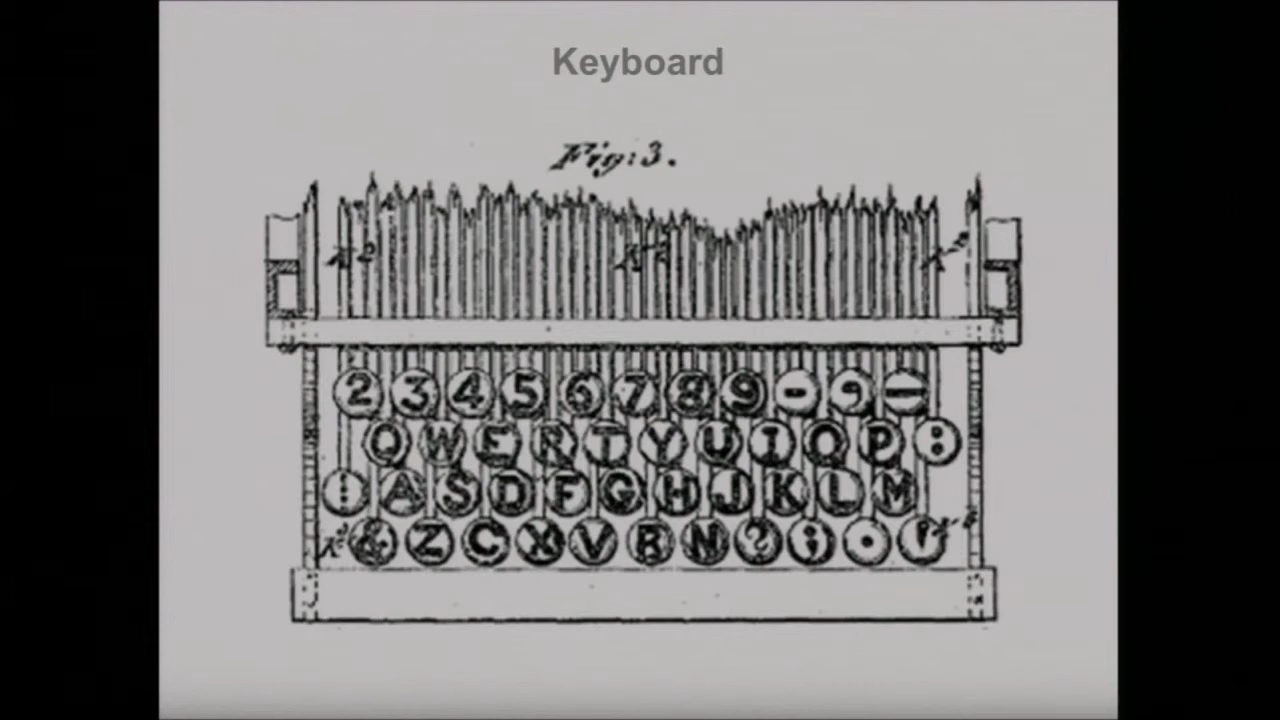 Keyboard
Fig: 3.
2 3 4 5 6 7 8 9 - , —
Q W E R T Y U I O P :
⁝ A S D F G H J K L M
& Z C X V B N ? ; . !